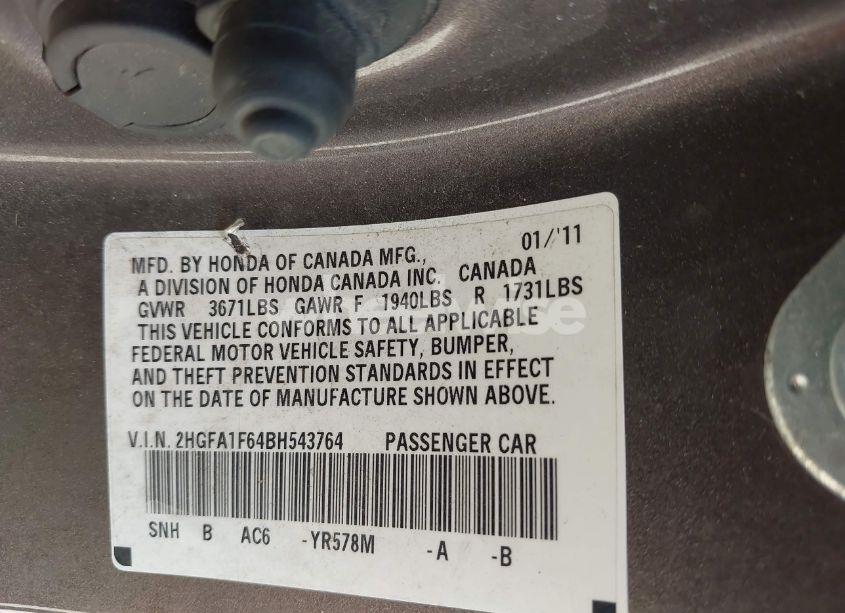 01/'11
MFD. BY HONDA OF CANADA MFG.,
A DIVISION OF HONDA CANADA INC. CANADA
GVWR 3671LBS GAWR F 1940LBS R 1731LBS
THIS VEHICLE CONFORMS TO ALL APPLICABLE
FEDERAL MOTOR VEHICLE SAFETY, BUMPER,
AND THEFT PREVENTION STANDARDS IN EFFECT
ON THE DATE OF MANUFACTURE SHOWN ABOVE.
V.I.N. 2HGFA1F64BH543764 PASSENGER CAR
SNH B AC6 -YR578M -A -B